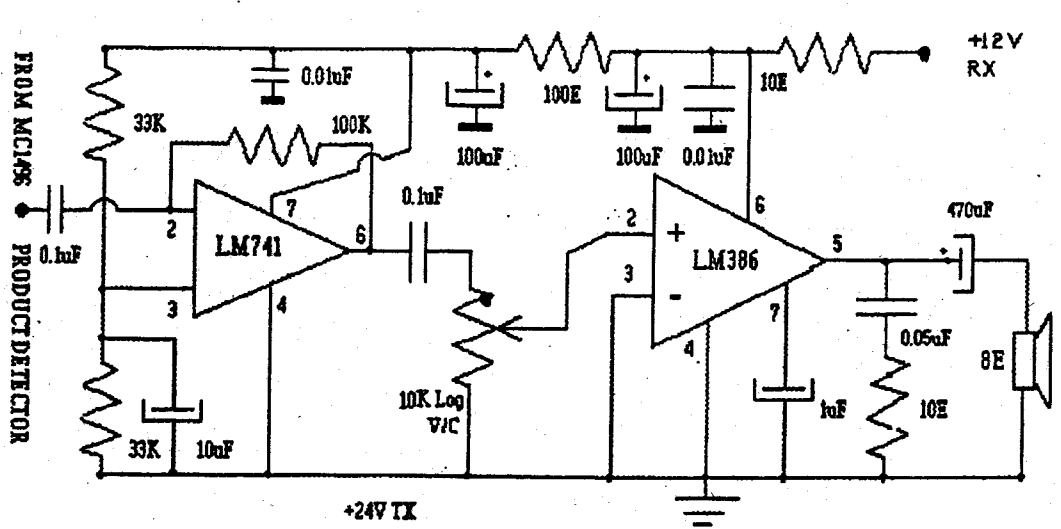 FROM MC1496 PRODUCT DETECTOR
+12V
RX
0.01uF
33K
100K
100uF
100E
100uF
0.01uF
10E
0.1uF
0.1uF
2
3
7
6
4
LM741
2
3
+
-
6
5
4
7
LM386
470uF
+
+
+
0.05uF
8E
10K Log
V/C
1uF
10E
33K
10uF
+24V TX